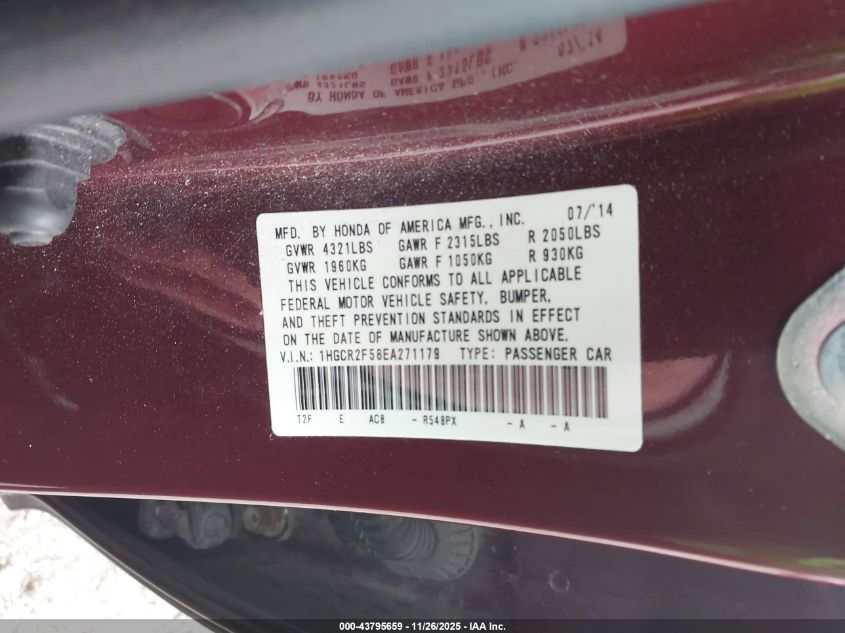 MFD. BY HONDA OF AMERICA MFG., INC. 07/'14
GVWR 4321LBS GAWR F 2315LBS R 2050LBS
GVWR 1960KG GAWR F 1050KG R 930KG
THIS VEHICLE CONFORMS TO ALL APPLICABLE
FEDERAL MOTOR VEHICLE SAFETY, BUMPER,
AND THEFT PREVENTION STANDARDS IN EFFECT
ON THE DATE OF MANUFACTURE SHOWN ABOVE.
V.I.N.: 1HGCR2F58EA271179 TYPE: PASSENGER CAR
T2F E AC8 - R548PX - A - A
000-43795659 - 11/26/2025 - IAA Inc.